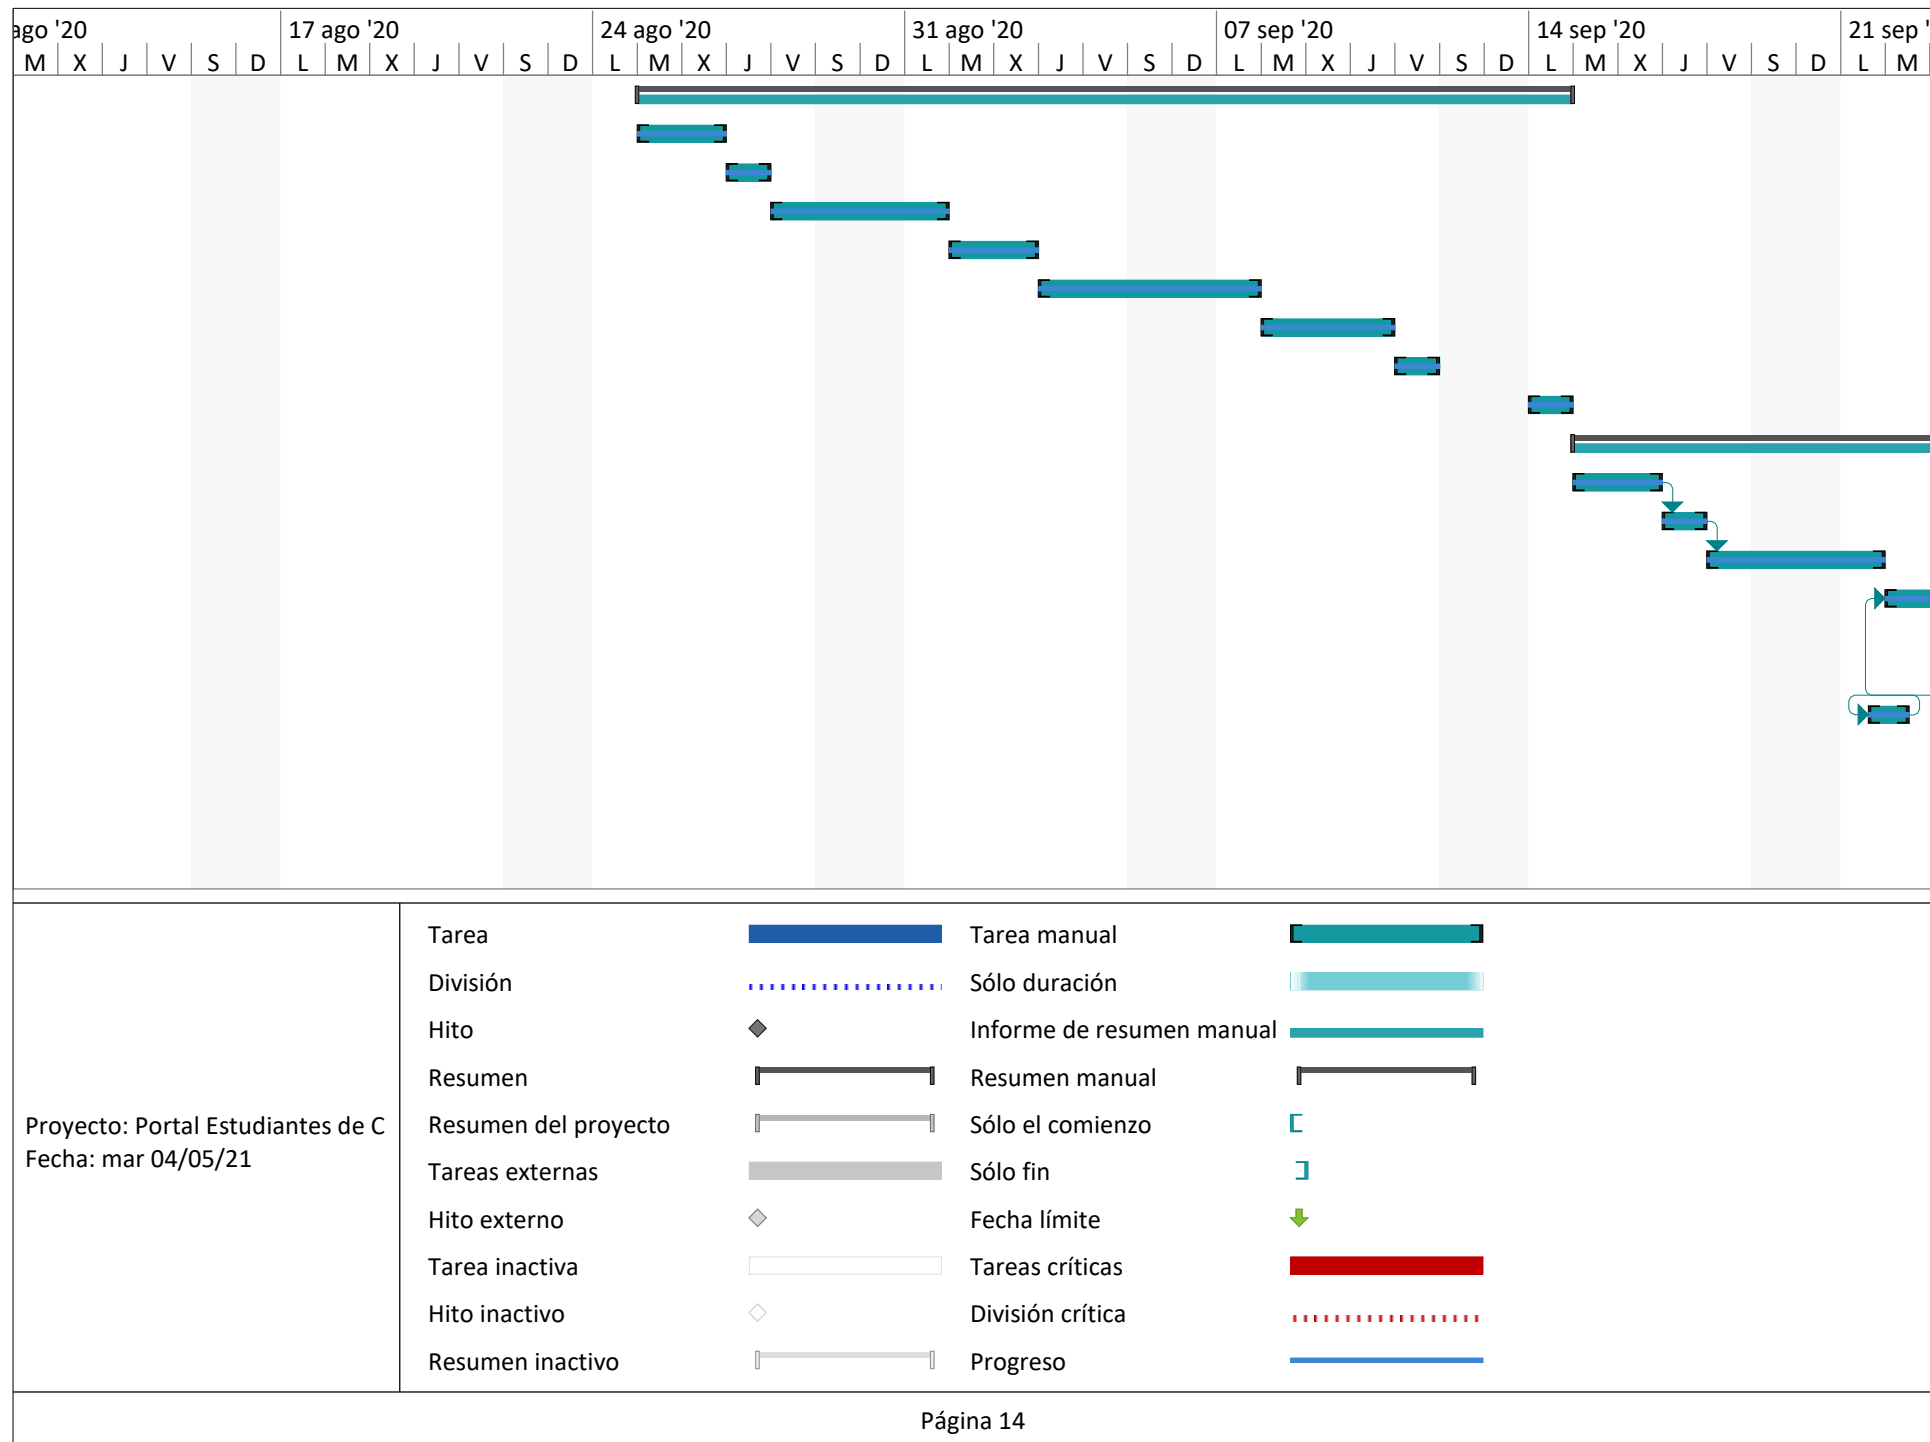 ago '20 17 ago '20 24 ago '20 31 ago '20 07 sep '20 14 sep '20 21 sep '
M X J V S D L M X J V S D L M X J V S D L M X J V S D L M X J V S D L M X J V S D L M
Tarea Tarea manual
División Sólo duración
Hito Informe de resumen manual
Resumen Resumen manual
Resumen del proyecto Sólo el comienzo
Tareas externas Sólo fin
Hito externo Fecha límite
Tarea inactiva Tareas críticas
Hito inactivo División crítica
Resumen inactivo Progreso
Proyecto: Portal Estudiantes de C
Fecha: mar 04/05/21
Página 14